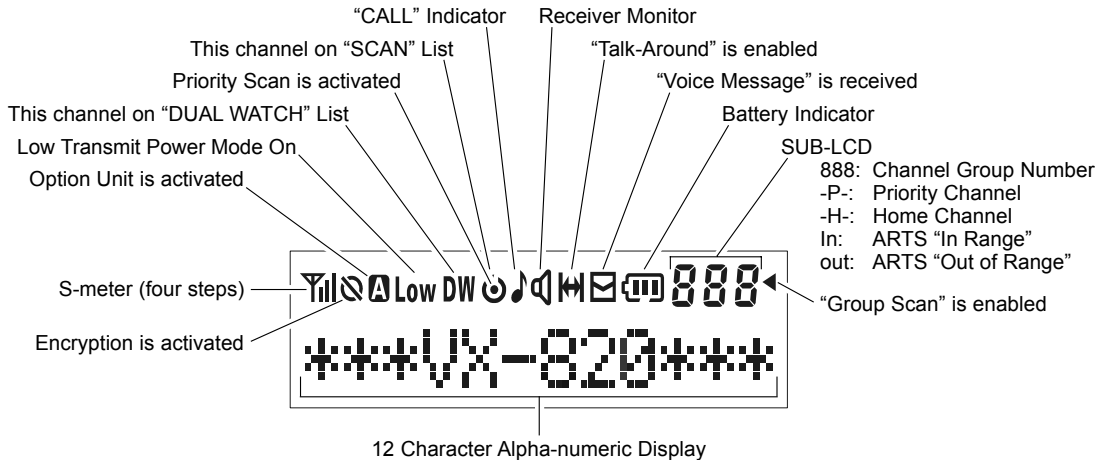 “CALL” Indicator
Receiver Monitor
This channel on “SCAN” List
“Talk-Around” is enabled
Priority Scan is activated
“Voice Message” is received
This channel on “DUAL WATCH” List
Battery Indicator
Low Transmit Power Mode On
SUB-LCD
Option Unit is activated
888: Channel Group Number
-P-: Priority Channel
-H-: Home Channel
In: ARTS “In Range”
out: ARTS “Out of Range”
S-meter (four steps)
A Low DW 888
“Group Scan” is enabled
Encryption is activated
***VX-820***
12 Character Alpha-numeric Display